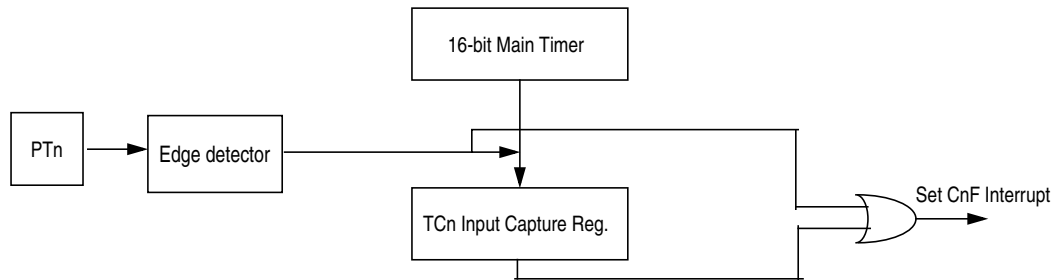 16-bit Main Timer
PTn
Edge detector
TCn Input Capture Reg.
Set CnF Interrupt